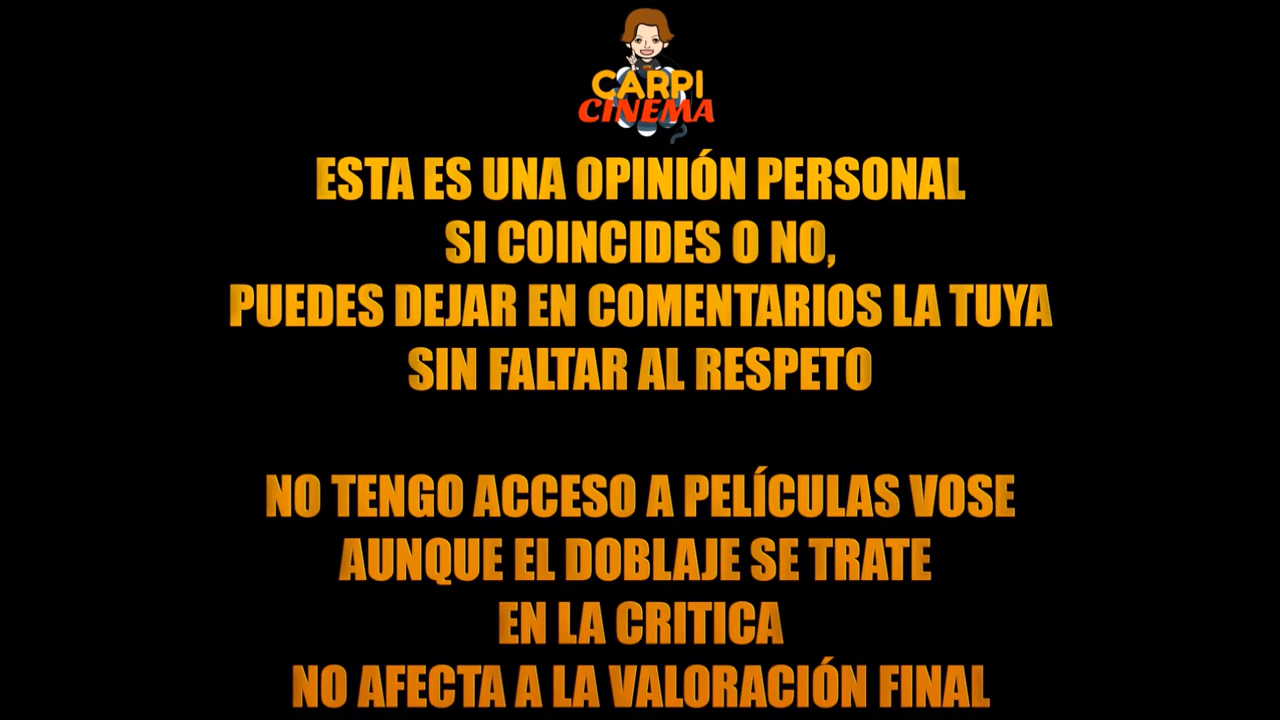 CARPI
CINEMA
ESTA ES UNA OPINIÓN PERSONAL
SI COINCIDES O NO,
PUEDES DEJAR EN COMENTARIOS LA TUYA
SIN FALTAR AL RESPETO
NO TENGO ACCESO A PELÍCULAS VOSE
AUNQUE EL DOBLAJE SE TRATE
EN LA CRITICA
NO AFECTA A LA VALORACIÓN FINAL